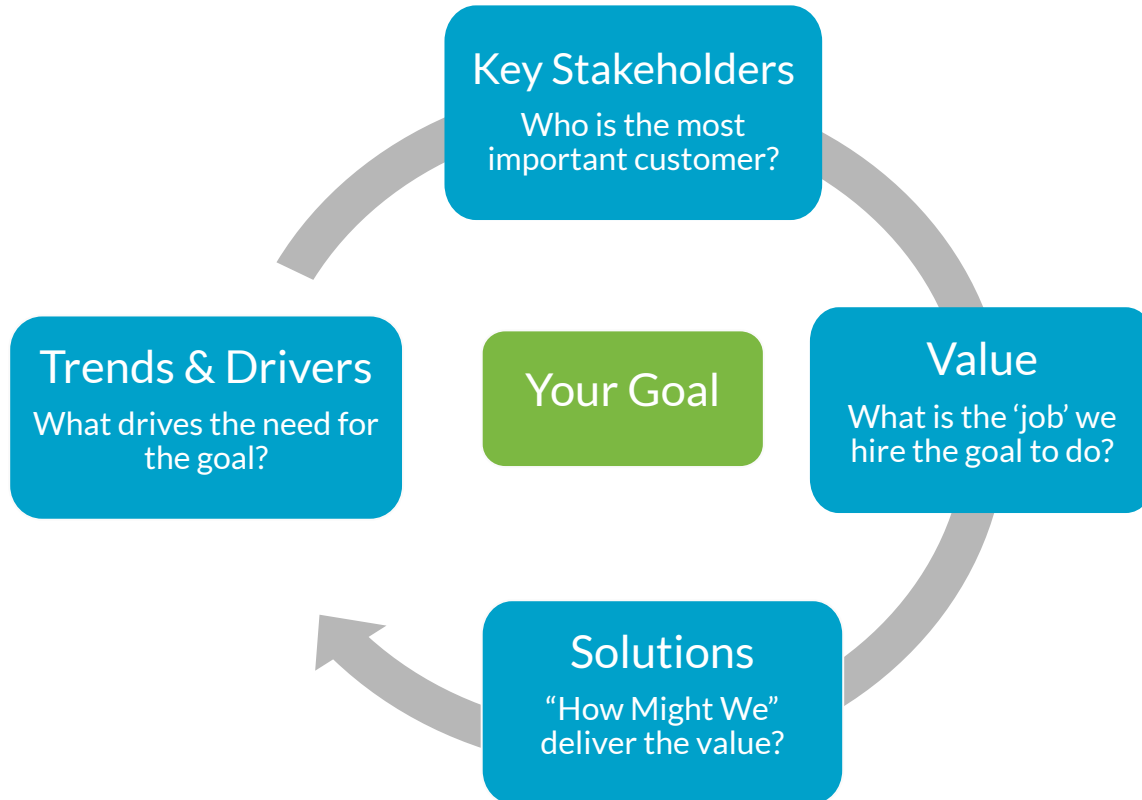 Key Stakeholders
Who is the most
important customer?
Trends & Drivers
What drives the need for
the goal?
Your Goal
Value
What is the ‘job’ we
hire the goal to do?
Solutions
“How Might We”
deliver the value?